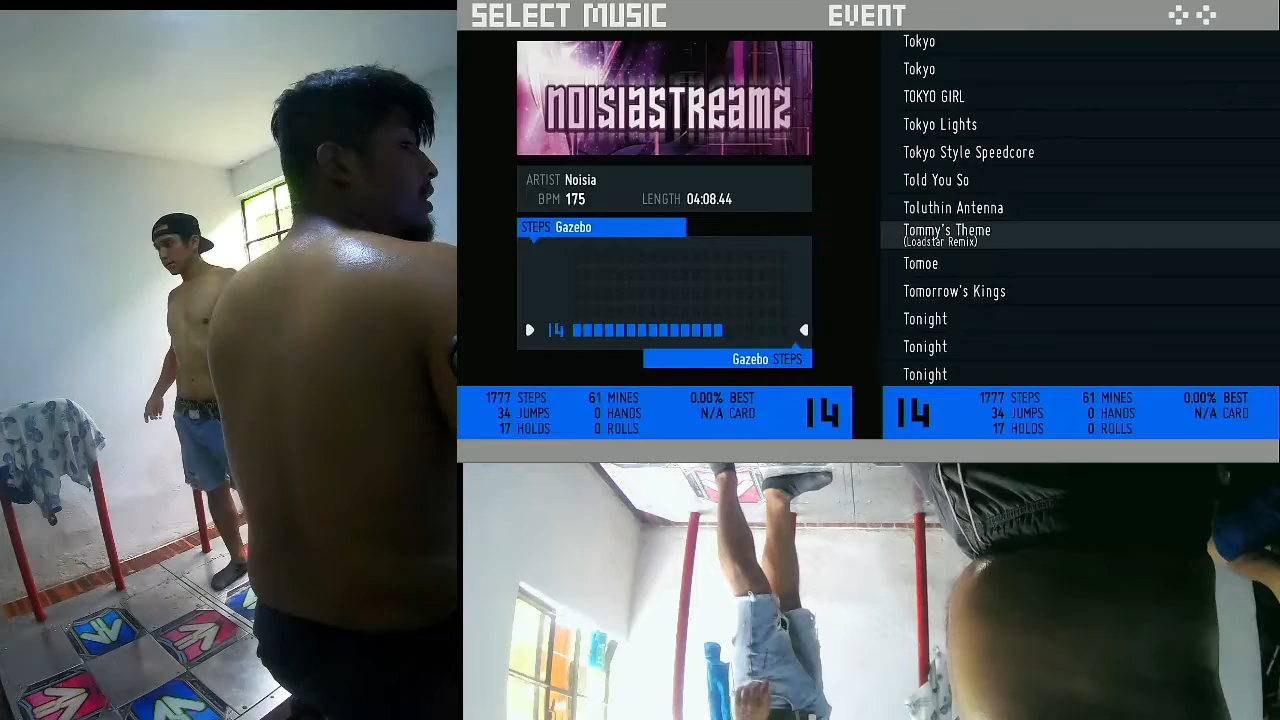 SELECT MUSIC
EVENT
NOISIASTREAMZ
ARTIST Noisia
BPM 175
LENGTH 04:08.44
STEPS Gazebo
14
Gazebo STEPS
1777 STEPS
61 MINES
0.00% BEST
34 JUMPS
0 HANDS
N/A CARD
17 HOLDS
0 ROLLS
14
Tokyo
Tokyo
TOKYO GIRL
Tokyo Lights
Tokyo Style Speedcore
Told You So
Toluthin Antenna
Tommy's Theme
(Loadstar Remix)
Tomoe
Tomorrow's Kings
Tonight
Tonight
Tonight
14
1777 STEPS
61 MINES
0.00% BEST
34 JUMPS
0 HANDS
N/A CARD
17 HOLDS
0 ROLLS